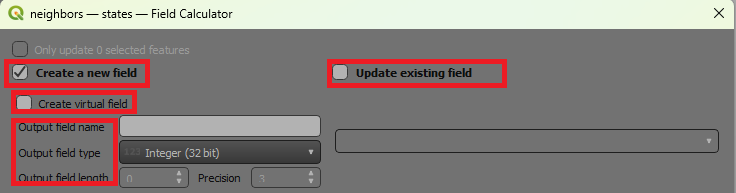 neighbors — states — Field Calculator
Only update 0 selected features
Create a new field
Update existing field
Create virtual field
Output field name
Output field type 123 Integer (32 bit)
Output field length 0 Precision 3